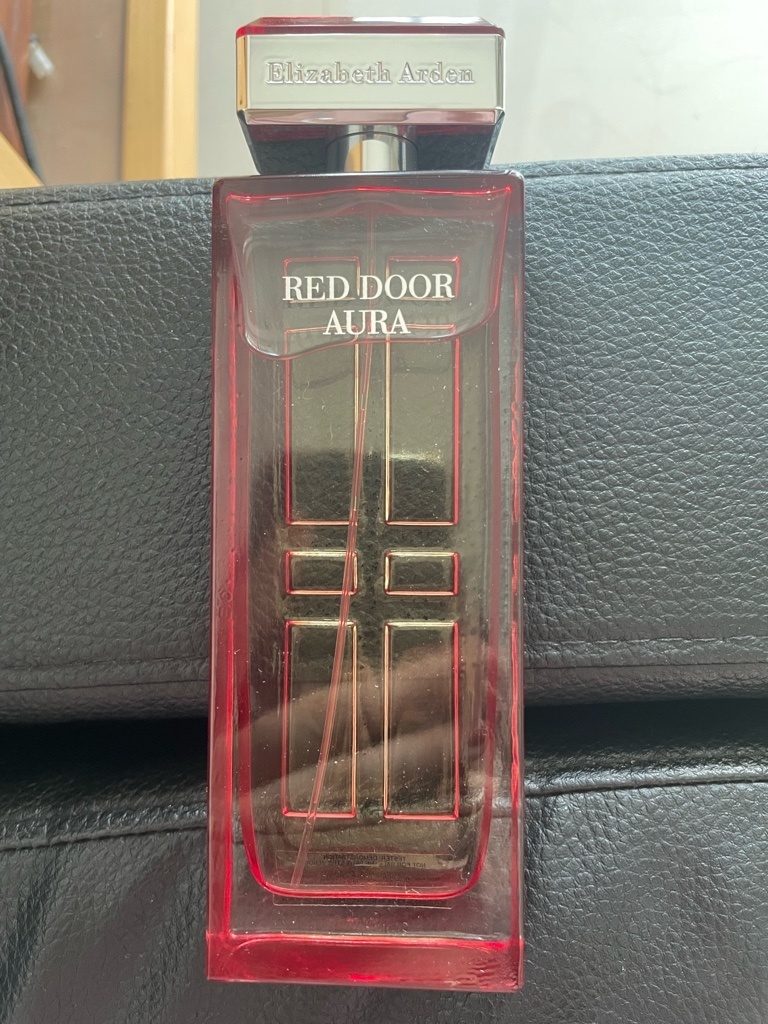 Elizabeth Arden
RED DOOR
AURA